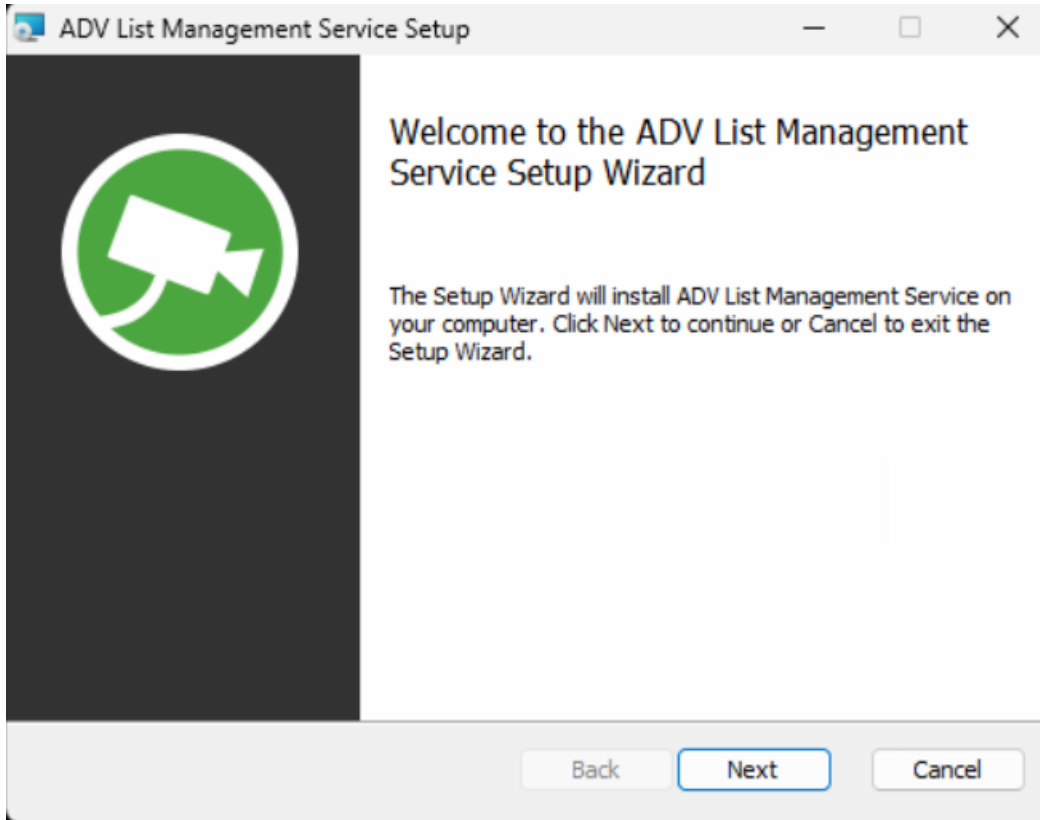 ADV List Management Service Setup
Welcome to the ADV List Management
Service Setup Wizard
The Setup Wizard will install ADV List Management Service on
your computer. Click Next to continue or Cancel to exit the
Setup Wizard.
Back Next Cancel